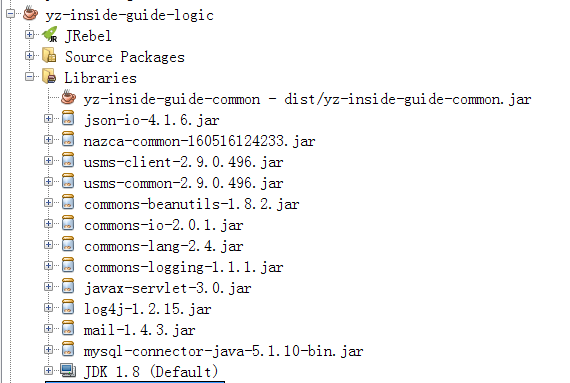 yz-inside-guide-logic
JRebel
Source Packages
Libraries
yz-inside-guide-common - dist/yz-inside-guide-common.jar
json-io-4.1.6.jar
nazca-common-160516124233.jar
usms-client-2.9.0.496.jar
usms-common-2.9.0.496.jar
commons-beanutils-1.8.2.jar
commons-io-2.0.1.jar
commons-lang-2.4.jar
commons-logging-1.1.1.jar
javax-servlet-3.0.jar
log4j-1.2.15.jar
mail-1.4.3.jar
mysql-connector-java-5.1.10-bin.jar
JDK 1.8 (Default)